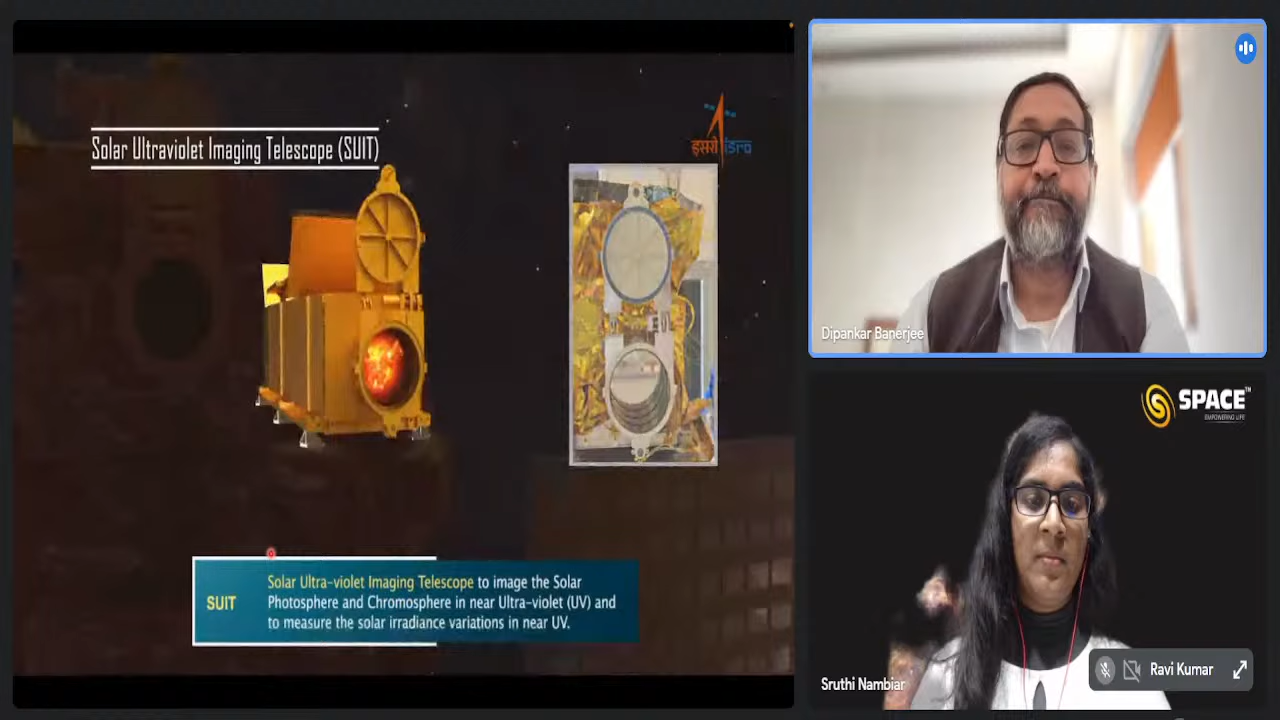 Solar Ultraviolet Imaging Telescope (SUIT)
इसरो isro
SUIT
Solar Ultra-violet Imaging Telescope to image the Solar
Photosphere and Chromosphere in near Ultra-violet (UV) and
to measure the solar irradiance variations in near UV.
Dipankar Banerjee
SPACE™
EMPOWERING LIFE
Sruthi Nambiar
Ravi Kumar